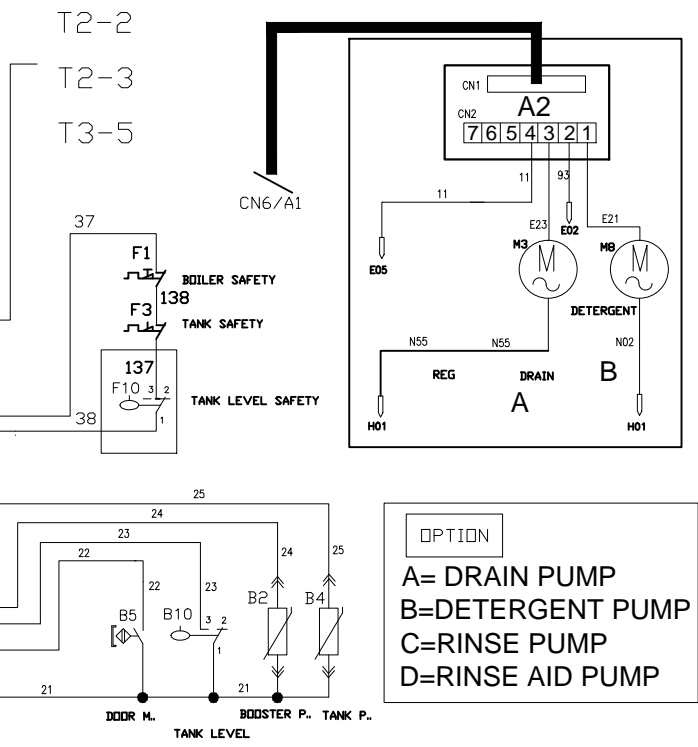 T2-2
T2-3
T3-5
CN6/A1
CN1
A2
CN2
7 6 5 4 3 2 1
11
93
11
E23
E02
E21
E05
M3
M
M8
M
DETERGENT
N55
N55
N02
REG
DRAIN
A
B
H01
H01
37
F1
BOILER SAFETY
138
F3
TANK SAFETY
137
F10
3
2
TANK LEVEL SAFETY
38
1
25
24
23
22
24
25
22
23
B5
B10
3
2
B2
B4
1
21
21
DOOR M..
BOOSTER P..
TANK P..
TANK LEVEL
OPTION
A= DRAIN PUMP
B=DETERGENT PUMP
C=RINSE PUMP
D=RINSE AID PUMP